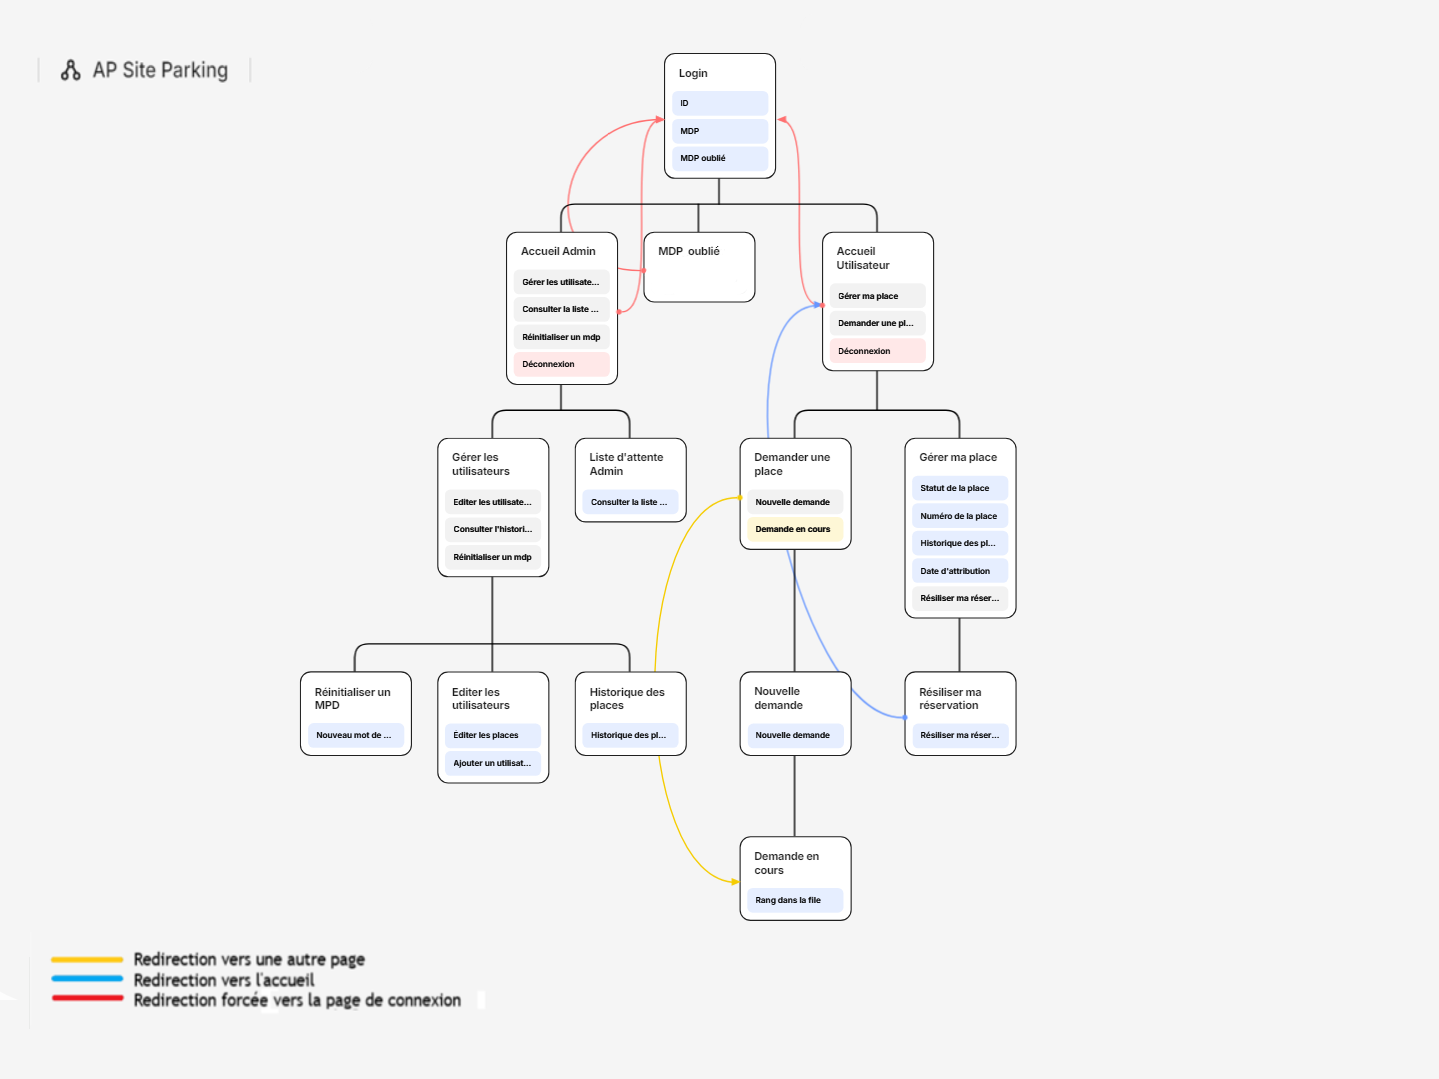 AP Site Parking
Login
ID
MDP
MDP oublié
Accueil Admin
Gérer les utilisate...
Consulter la liste ...
Réinitialiser un mdp
Déconnexion
MDP oublié
Accueil
Utilisateur
Gérer ma place
Demander une pl...
Déconnexion
Gérer les
utilisateurs
Editer les utilisate...
Consulter l'histori...
Réinitialiser un mdp
Liste d'attente
Admin
Consulter la liste ...
Demander une
place
Nouvelle demande
Demande en cours
Gérer ma place
Statut de la place
Numéro de la place
Historique des pl...
Date d'attribution
Résiliser ma réser...
Réinitialiser un
MPD
Nouveau mot de ...
Editer les
utilisateurs
Éditer les places
Ajouter un utilisat...
Historique des
places
Historique des pl...
Nouvelle
demande
Nouvelle demande
Résiliser ma
réservation
Résiliser ma réser...
Demande en
cours
Rang dans la file
Redirection vers une autre page
Redirection vers l'accueil
Redirection forcée vers la page de connexion